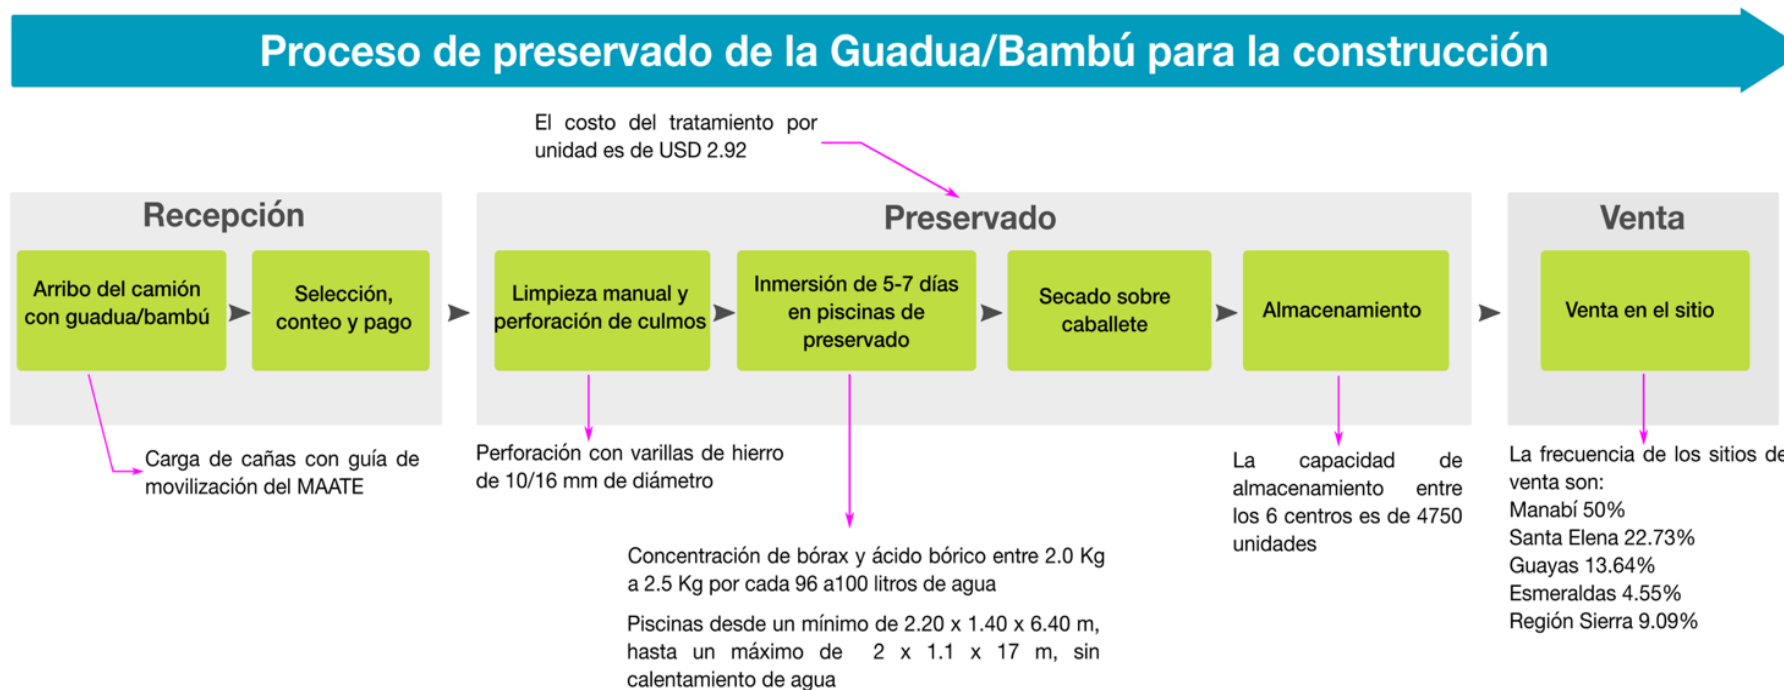 Proceso de preservado de la Guadua/Bambú para la construcción
El costo del tratamiento por
unidad es de USD 2.92
Recepción
Arribo del camión
con guadua/bambú
Selección,
conteo y pago
Carga de cañas con guía de
movilización del MAATE
Preservado
Limpieza manual y
perforación de culmos
Inmersión de 5-7 días
en piscinas de
preservado
Secado sobre
caballete
Almacenamiento
Perforación con varillas de hierro
de 10/16 mm de diámetro
Concentración de bórax y ácido bórico entre 2.0 Kg
a 2.5 Kg por cada 96 a100 litros de agua
Piscinas desde un mínimo de 2.20 x 1.40 x 6.40 m,
hasta un máximo de 2 x 1.1 x 17 m, sin
calentamiento de agua
La capacidad de
almacenamiento entre
los 6 centros es de 4750
unidades
Venta
Venta en el sitio
La frecuencia de los sitios de
venta son:
Manabí 50%
Santa Elena 22.73%
Guayas 13.64%
Esmeraldas 4.55%
Región Sierra 9.09%